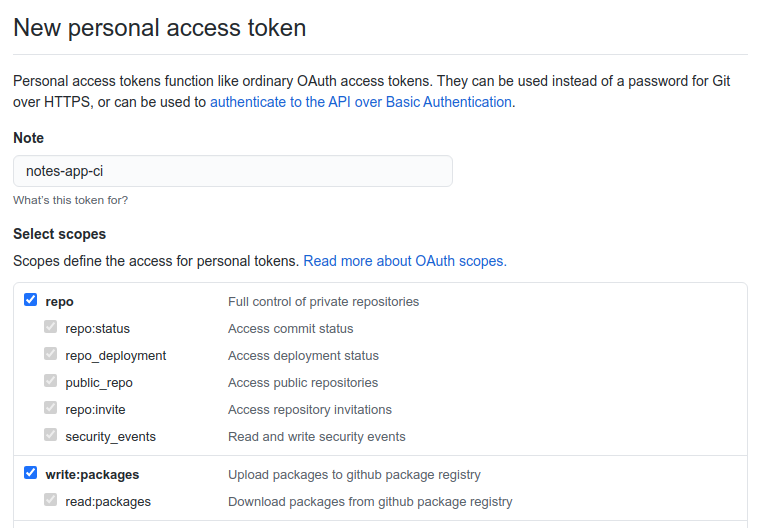 New personal access token
Personal access tokens function like ordinary OAuth access tokens. They can be used instead of a password for Git
over HTTPS, or can be used to authenticate to the API over Basic Authentication.
Note
notes-app-ci
What's this token for?
Select scopes
Scopes define the access for personal tokens. Read more about OAuth scopes.
repo Full control of private repositories
repo:status Access commit status
repo_deployment Access deployment status
public_repo Access public repositories
repo:invite Access repository invitations
security_events Read and write security events
write:packages Upload packages to github package registry
read:packages Download packages from github package registry